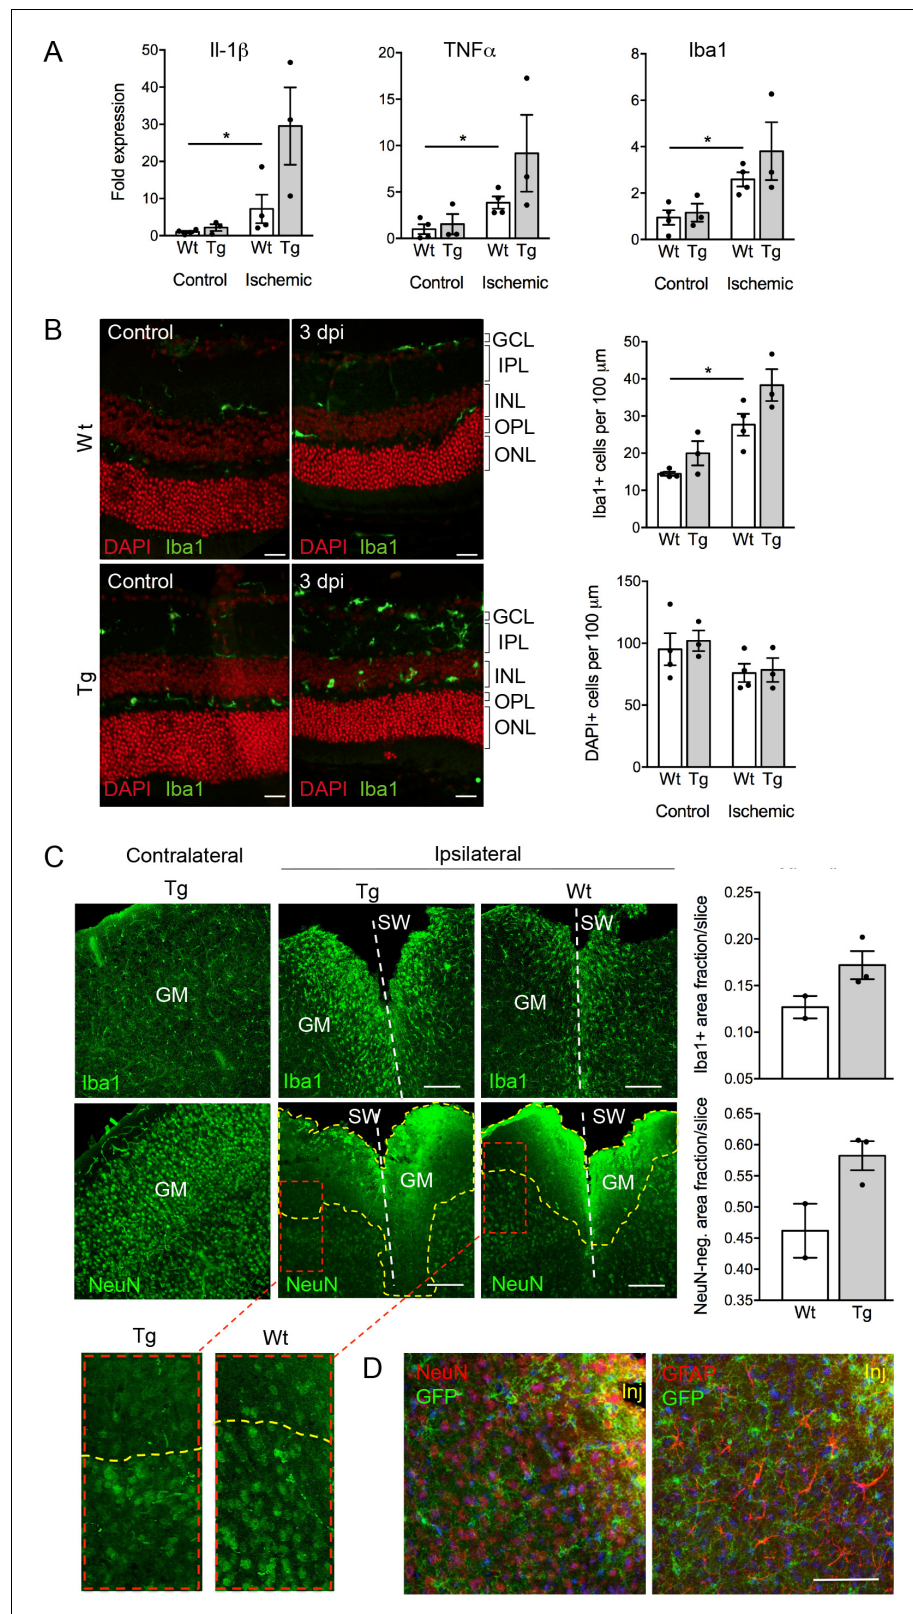 A
Il-1β
TNFα
Iba1
Fold expression
50
40
30
20
10
0
20
15
10
5
0
8
6
4
2
0
*
*
*
Wt Tg Wt Tg
Wt Tg Wt Tg
Wt Tg Wt Tg
Control Ischemic
Control Ischemic
Control Ischemic
B
Control
3 dpi
GCL
IPL
INL
OPL
ONL
Wt
DAPI Iba1
DAPI Iba1
Control
3 dpi
GCL
IPL
INL
OPL
ONL
Tg
DAPI Iba1
DAPI Iba1
Iba1+ cells per 100 µm
50
40
30
20
10
0
*
Wt Tg Wt Tg
DAPI+ cells per 100 µm
150
100
50
0
Wt Tg Wt Tg
Control Ischemic
C
Contralateral
Ipsilateral
Tg
Tg
Wt
GM
Iba1
SW
GM
Iba1
SW
GM
Iba1
GM
NeuN
SW
GM
NeuN
SW
GM
NeuN
Iba1+ area fraction/slice
0.25
0.20
0.15
0.10
0.05
NeuN-neg. area fraction/slice
0.65
0.60
0.55
0.50
0.45
0.40
0.35
Wt Tg
Tg
Wt
D
NeuN
GFP
Inj
GFAP
GFP
Inj